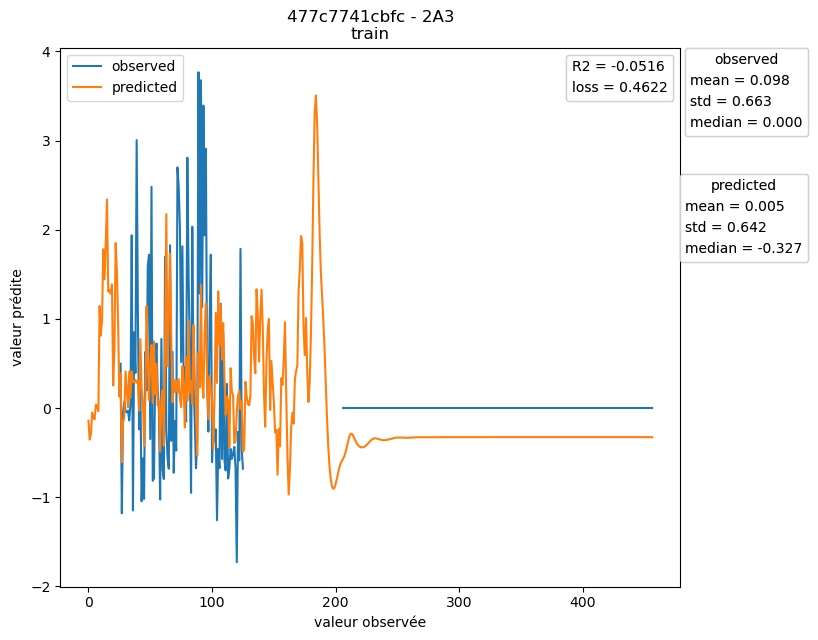 477c7741cbfc - 2A3
train
observed
predicted
R2 = -0.0516
loss = 0.4622
observed
mean = 0.098
std = 0.663
median = 0.000
predicted
mean = 0.005
std = 0.642
median = -0.327
valeur prédite
4
3
2
1
0
−1
−2
0
100
200
300
400
valeur observée